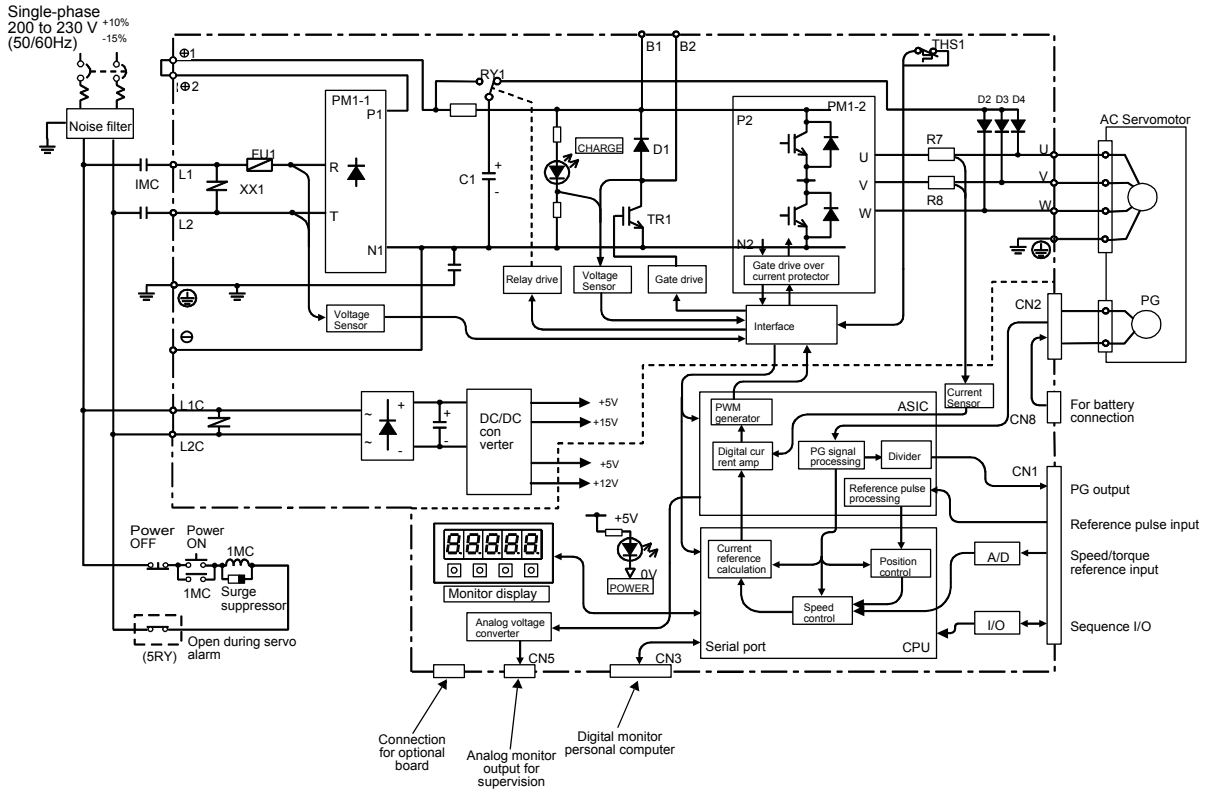 Single-phase
200 to 230 V +10%
-15%
(50/60Hz)
⊕1
⊕2
B1
B2
THS1
RY1
PM1-1
P1
PM1-2
P2
D2 D3 D4
AC Servomotor
Noise filter
FU1
R
CHARGE
D1
R7
U
U
L1
IMC
XX1
C1
+
-
V
V
L2
T
TR1
R8
W
W
N1
N2
Relay drive
Voltage
Sensor
Gate drive
Gate drive over
current protector
CN2
PG
⊖
Voltage
Sensor
Interface
L1C
L2C
~
~
+
-
+
-
DC/DC
con
verter
+5V
+15V
+5V
+12V
PWM
generator
ASIC
Current
Sensor
CN8
For battery
connection
Digital cur
rent amp
PG signal
processing
Divider
CN1
PG output
Reference pulse
processing
Reference pulse input
Power
OFF
Power
ON
1MC
1MC
Surge
suppressor
8.8.8.8.8.
Monitor display
+5V
0V
POWER
Current
reference
calculation
Position
control
A/D
Speed/torque
reference input
Speed
control
Open during servo
alarm
(5RY)
Analog voltage
converter
I/O
Sequence I/O
Serial port
CPU
CN5
CN3
Connection
for optional
board
Analog monitor
output for
supervision
Digital monitor
personal computer